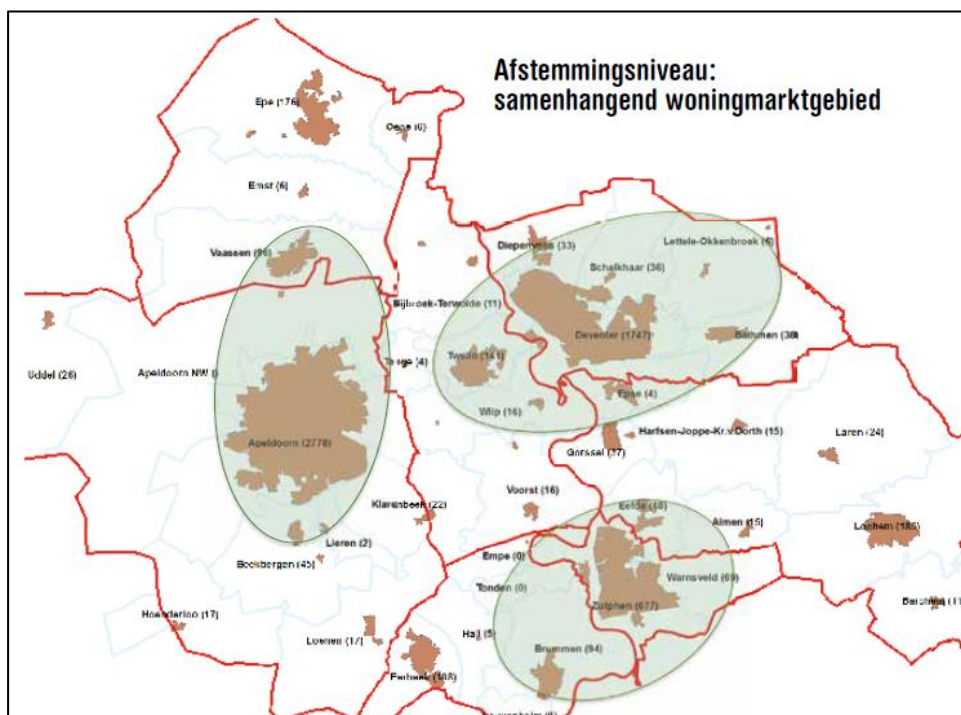 Afstemmingsniveau:
samenhangend woningmarktgebied
Epe (176)
Oene (6)
Emst (6)
Vaassen (96)
Diepenveen (33)
Lettele-Okkenbroek (6)
Schalkhaar (36)
Nijbroek-Terwolde (11)
Deventer (1747)
Bathmen (38)
Teuge (4)
Twello (141)
Uddel (26)
Apeldoorn NW (
Epse (4)
Wilp (16)
Harfsen-Joppe-Kr.v Dorth (15)
Laren (24)
Gorssel (37)
Apeldoorn (2778)
Klarenbeek (22)
Voorst (16)
Eefde (58)
Almen (15)
Lochem (185)
Lieren (2)
Empe (0)
Beekbergen (45)
Warnsveld (69)
Tonden (0)
Zutphen (677)
Hoenderloo (17)
Hall (5)
Loenen (17)
Brummen (94)
Eerbeek (108)